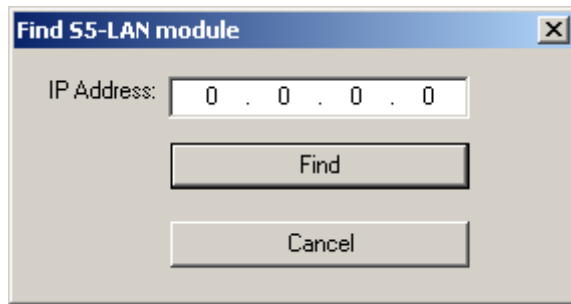 Find S5-LAN module
IP Address: 0 . 0 . 0 . 0
Find
Cancel